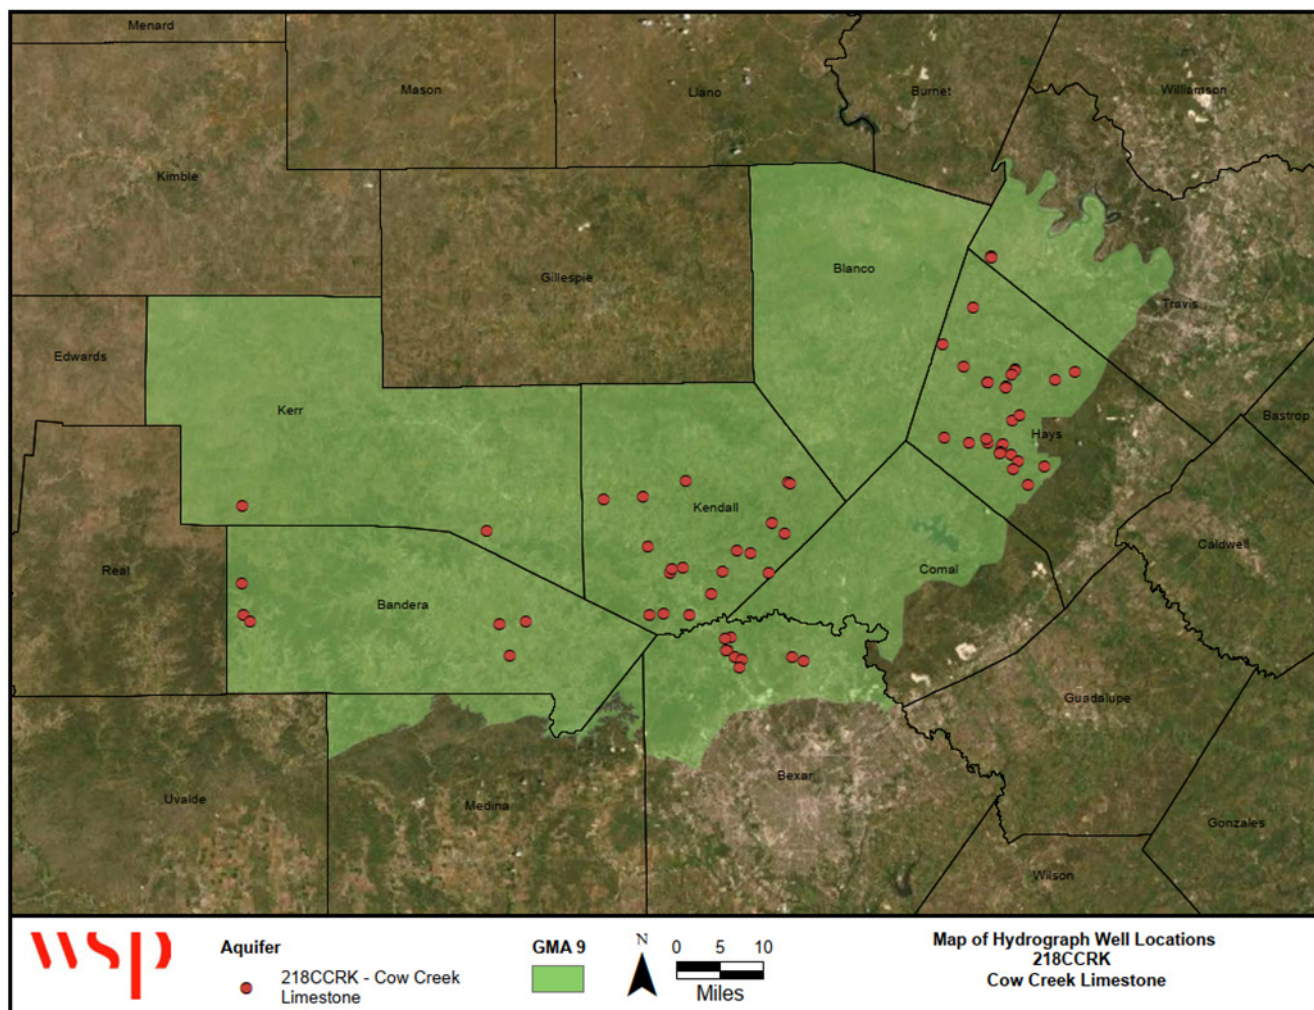 Menard
Mason
Llano
Burnet
Williamson
Kimble
Gillespie
Blanco
Travis
Edwards
Kerr
Bastrop
Hays
Kendall
Caldwell
Real
Bandera
Comal
Guadalupe
Uvalde
Medina
Bexar
Gonzales
Wilson
wsp
Aquifer
218CCRK - Cow Creek
Limestone
GMA 9
N
0 5 10
Miles
Map of Hydrograph Well Locations
218CCRK
Cow Creek Limestone